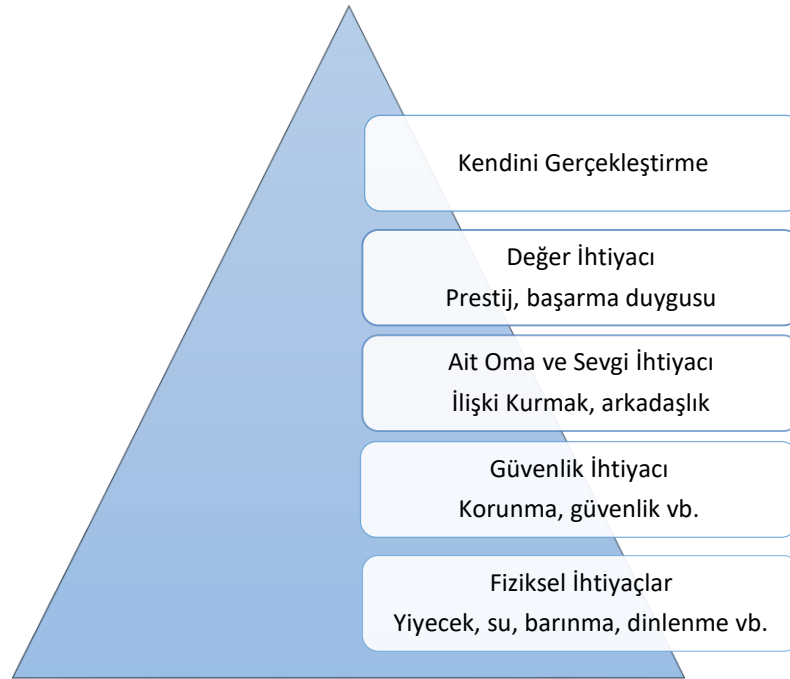 Kendini Gerçekleştirme
Değer İhtiyacı
Prestij, başarma duygusu
Ait Oma ve Sevgi İhtiyacı
İlişki Kurmak, arkadaşlık
Güvenlik İhtiyacı
Korunma, güvenlik vb.
Fiziksel İhtiyaçlar
Yiyecek, su, barınma, dinlenme vb.